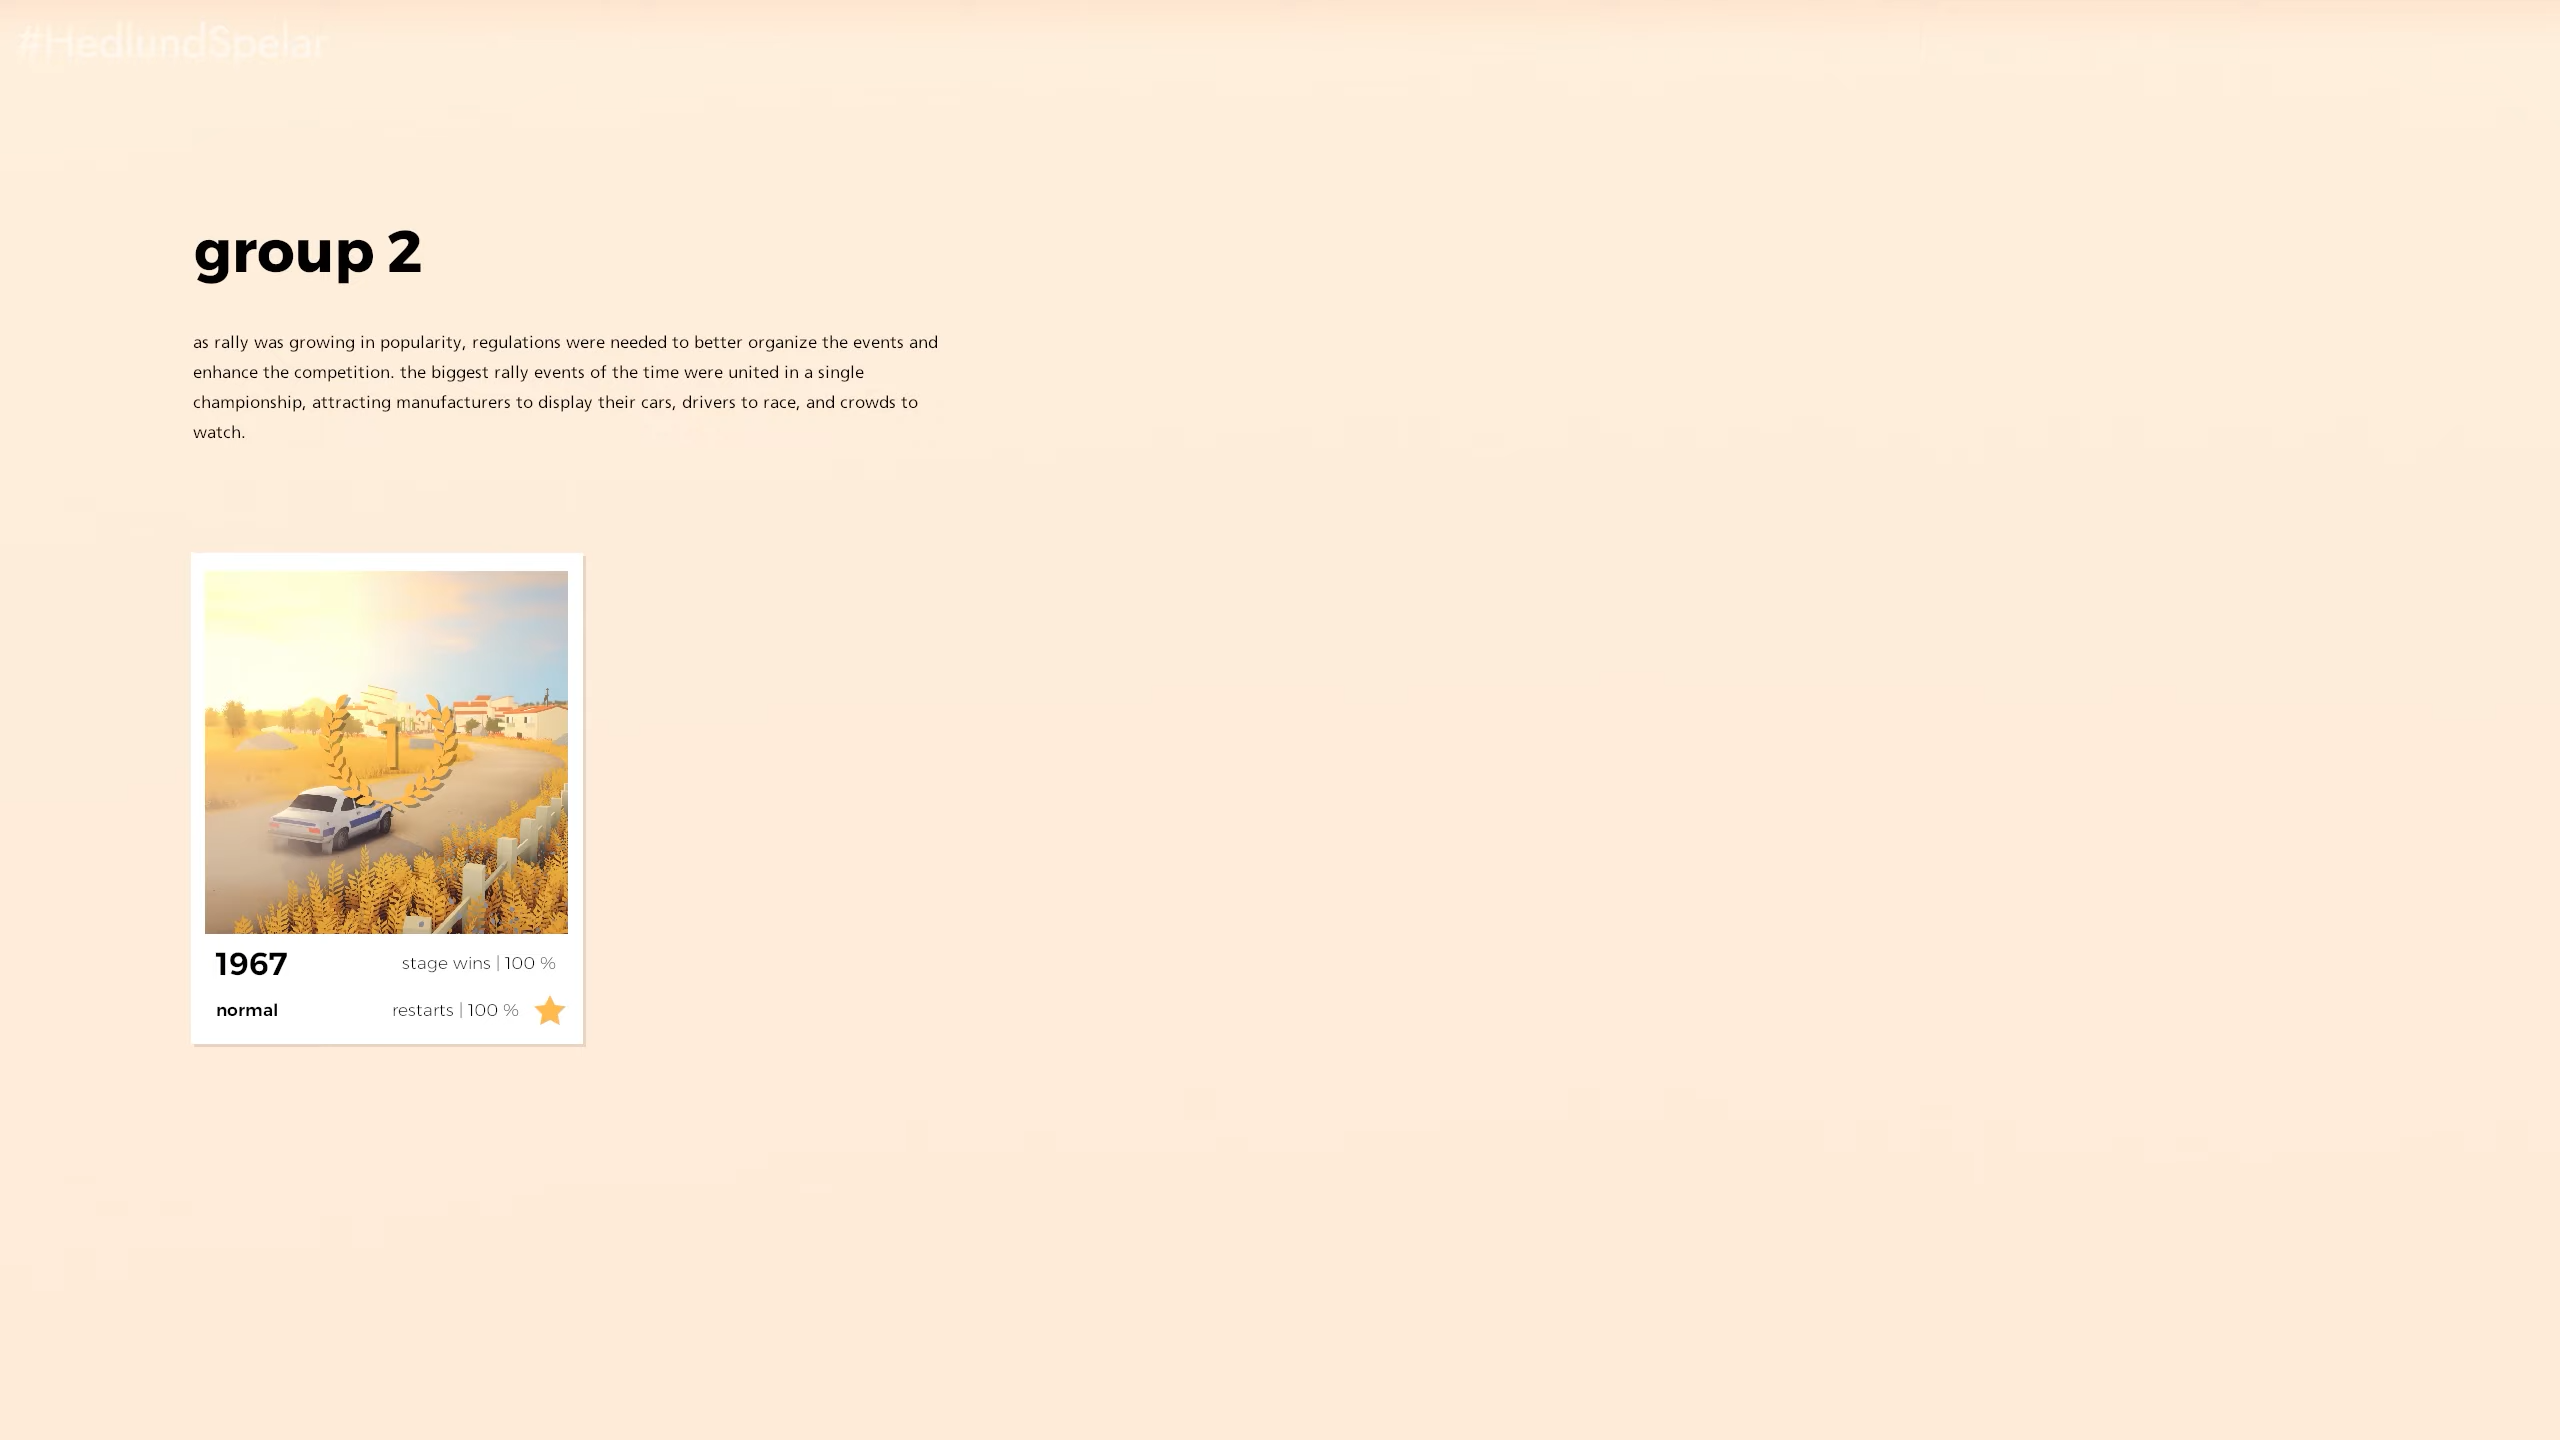 #HedlundSpelar
group 2
as rally was growing in popularity, regulations were needed to better organize the events and
enhance the competition. the biggest rally events of the time were united in a single
championship, attracting manufacturers to display their cars, drivers to race, and crowds to
watch.
1
1967
stage wins | 100 %
normal
restarts | 100 %